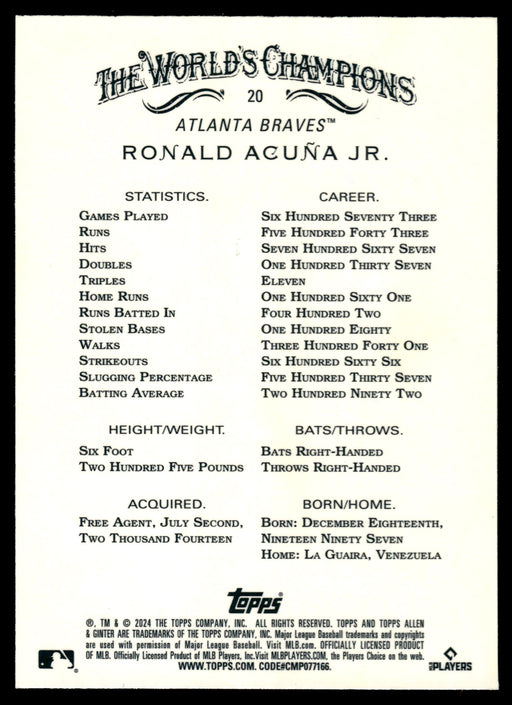 THE WORLD'S CHAMPIONS
20
ATLANTA BRAVES™
RONALD ACUÑA JR.
STATISTICS. CAREER.
GAMES PLAYED SIX HUNDRED SEVENTY THREE
RUNS FIVE HUNDRED FORTY THREE
HITS SEVEN HUNDRED SIXTY SEVEN
DOUBLES ONE HUNDRED THIRTY SEVEN
TRIPLES ELEVEN
HOME RUNS ONE HUNDRED SIXTY ONE
RUNS BATTED IN FOUR HUNDRED TWO
STOLEN BASES ONE HUNDRED EIGHTY
WALKS THREE HUNDRED FORTY ONE
STRIKEOUTS SIX HUNDRED SIXTY SIX
SLUGGING PERCENTAGE FIVE HUNDRED THIRTY SEVEN
BATTING AVERAGE TWO HUNDRED NINETY TWO
HEIGHT/WEIGHT. BATS/THROWS.
SIX FOOT BATS RIGHT-HANDED
TWO HUNDRED FIVE POUNDS THROWS RIGHT-HANDED
ACQUIRED. BORN/HOME.
FREE AGENT, JULY SECOND, BORN: DECEMBER EIGHTEENTH,
TWO THOUSAND FOURTEEN NINETEEN NINETY SEVEN
HOME: LA GUAIRA, VENEZUELA
Topps
®, TM & © 2024 THE TOPPS COMPANY, INC. ALL RIGHTS RESERVED. TOPPS AND TOPPS ALLEN
& GINTER ARE TRADEMARKS OF THE TOPPS COMPANY, INC. Major League Baseball trademarks and copyrights
are used with permission of Major League Baseball. Visit MLB.com. OFFICIALLY LICENSED PRODUCT
OF MLB. Officially Licensed Product of MLB Players, Inc. Visit MLBPLAYERS.COM, the Players Choice on the web.
WWW.TOPPS.COM. CODE#CMP077166.
MLB PLAYERS